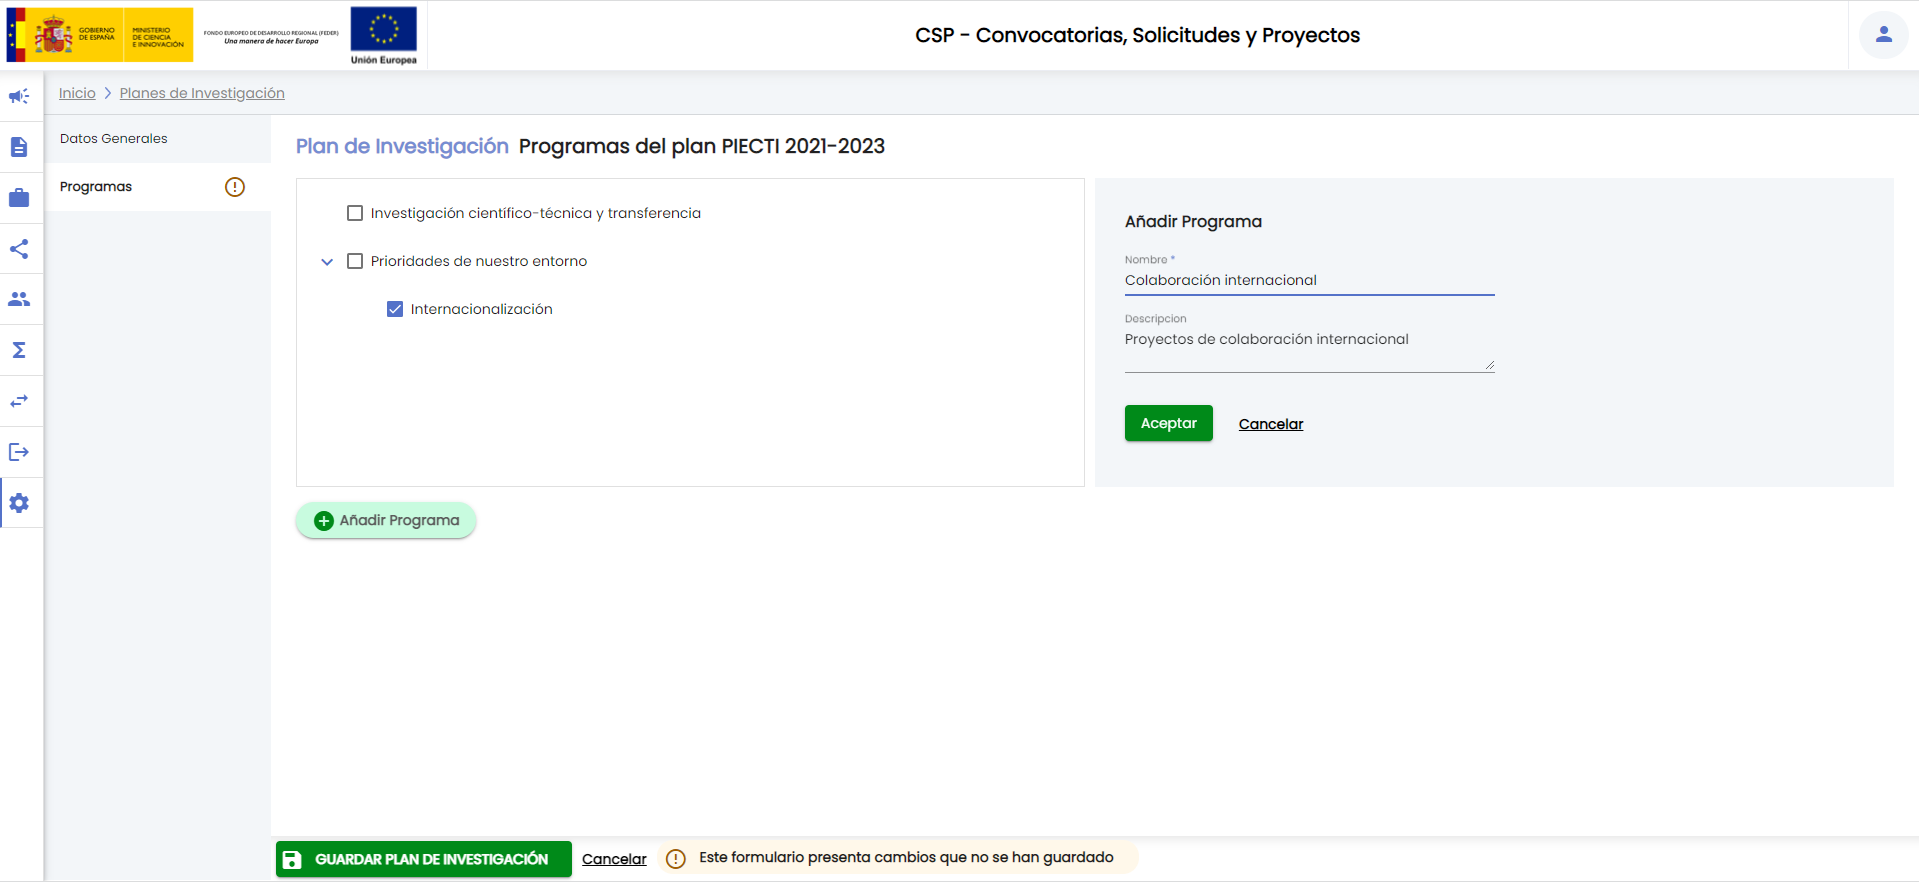 GOBIERNO
DE ESPAÑA
MINISTERIO
DE CIENCIA
E INNOVACIÓN
FONDO EUROPEO DE DESARROLLO REGIONAL (FEDER)
Una manera de hacer Europa
Unión Europea
CSP - Convocatorias, Solicitudes y Proyectos
Inicio
Planes de Investigación
Datos Generales
Programas
Plan de Investigación Programas del plan PIECTI 2021-2023
Investigación científico-técnica y transferencia
Prioridades de nuestro entorno
Internacionalización
Añadir Programa
Añadir Programa
Nombre *
Colaboración internacional
Descripcion
Proyectos de colaboración internacional
Aceptar
Cancelar
GUARDAR PLAN DE INVESTIGACIÓN
Cancelar
Este formulario presenta cambios que no se han guardado